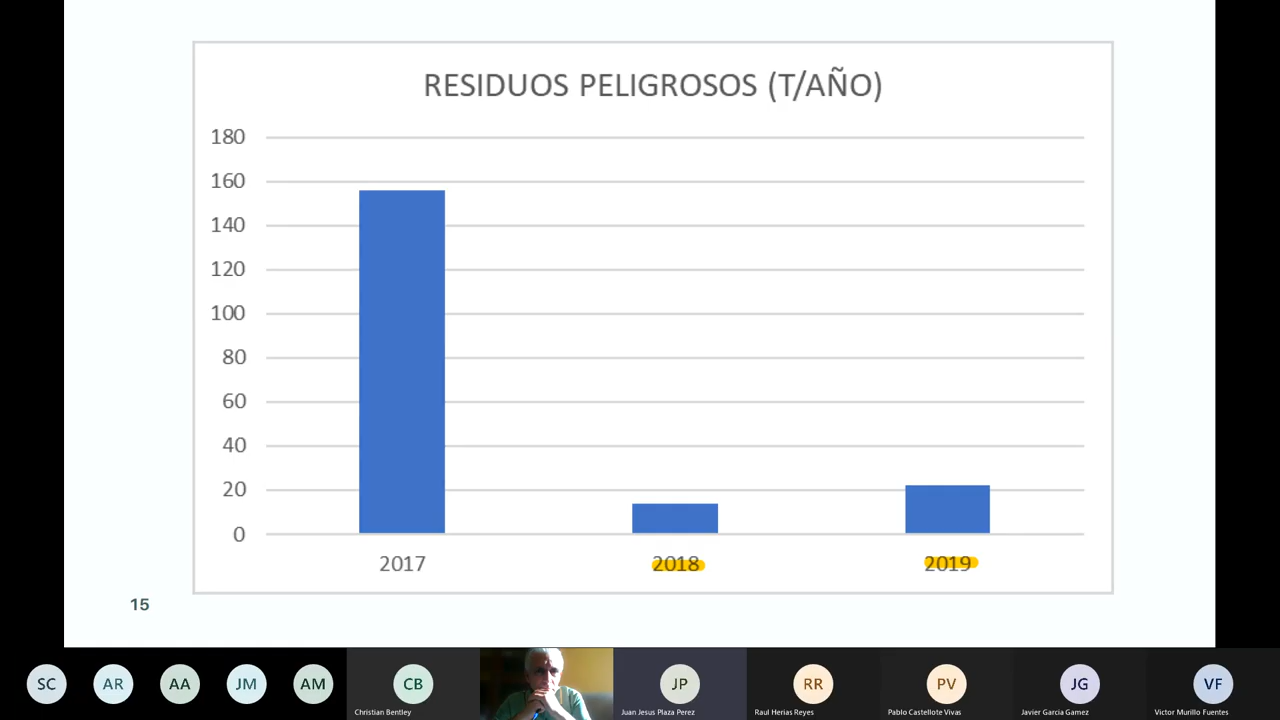 RESIDUOS PELIGROSOS (T/AÑO)
180
160
140
120
100
80
60
40
20
0
2017 2018 2019
15
SC AR AA JM AM CB JP RR PV JG VF
Christian Bentley Juan Jesus Plaza Perez Raul Herias Reyes Pablo Castellote Vivas Javier Garcia Gamez Victor Murillo Fuentes